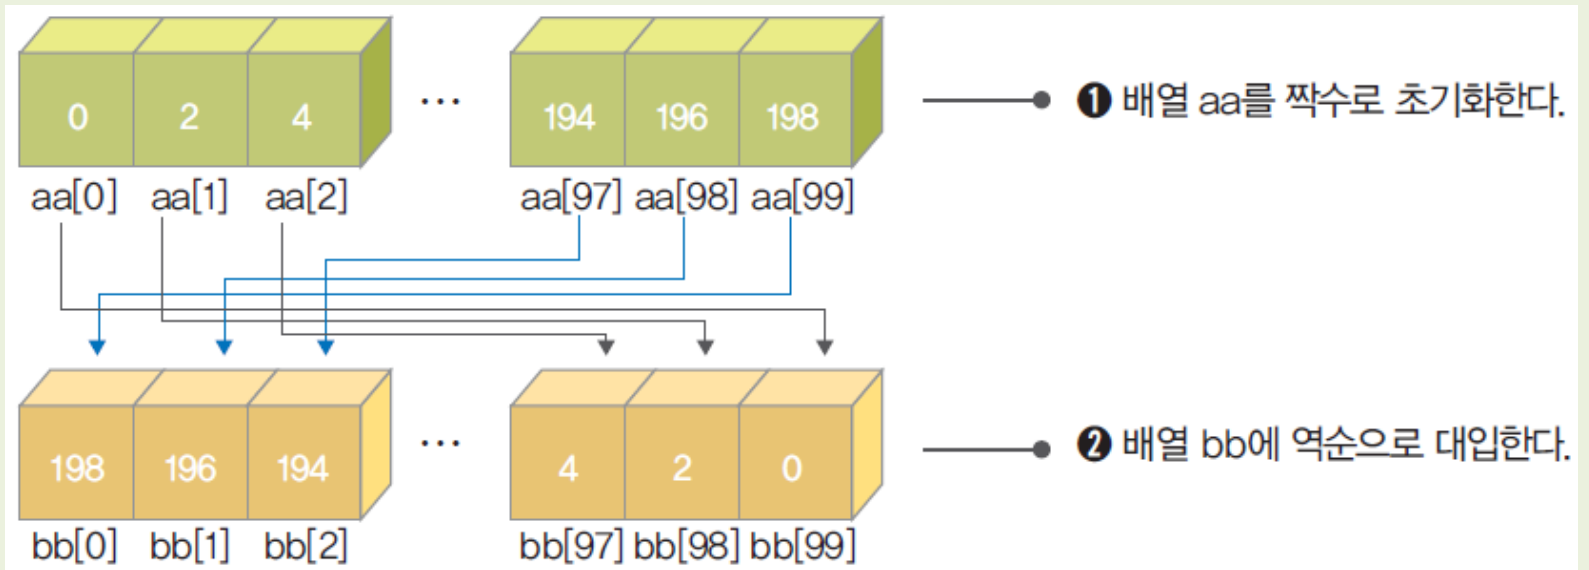 0 2 4 ··· 194 196 198
❶ 배열 aa를 짝수로 초기화한다.
aa[0] aa[1] aa[2] aa[97] aa[98] aa[99]
198 196 194 ··· 4 2 0
❷ 배열 bb에 역순으로 대입한다.
bb[0] bb[1] bb[2] bb[97] bb[98] bb[99]